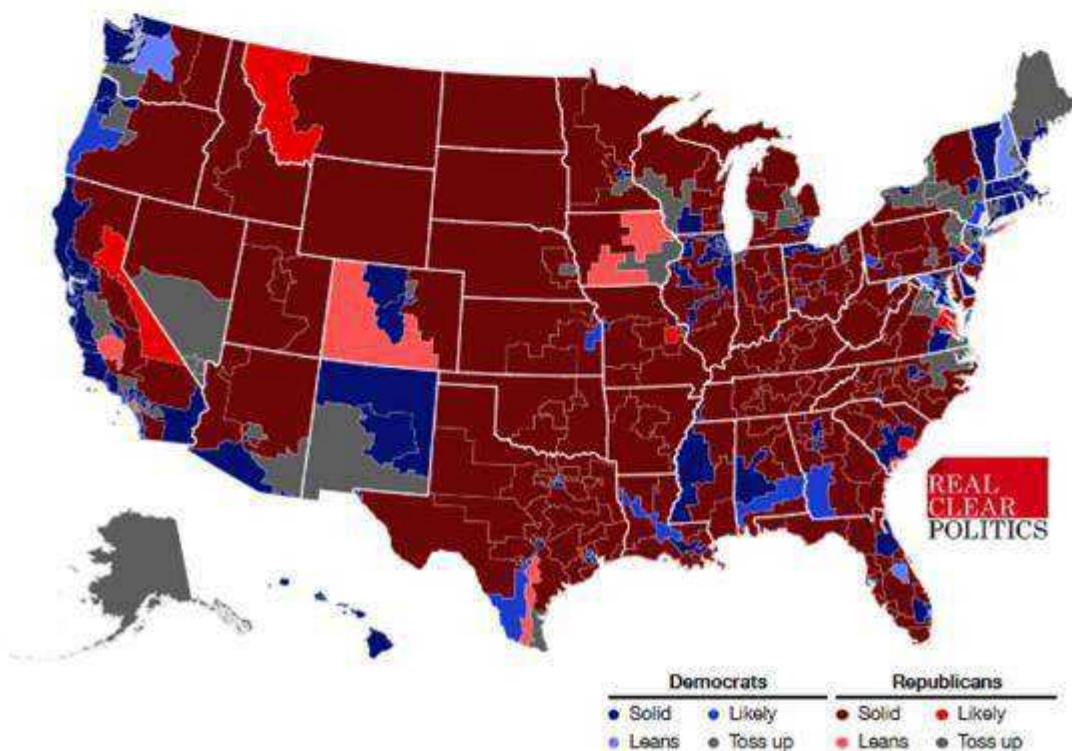 REAL
CLEAR
POLITICS
Democrats Republicans
Solid Likely Solid Likely
Leans Toss up Leans Toss up